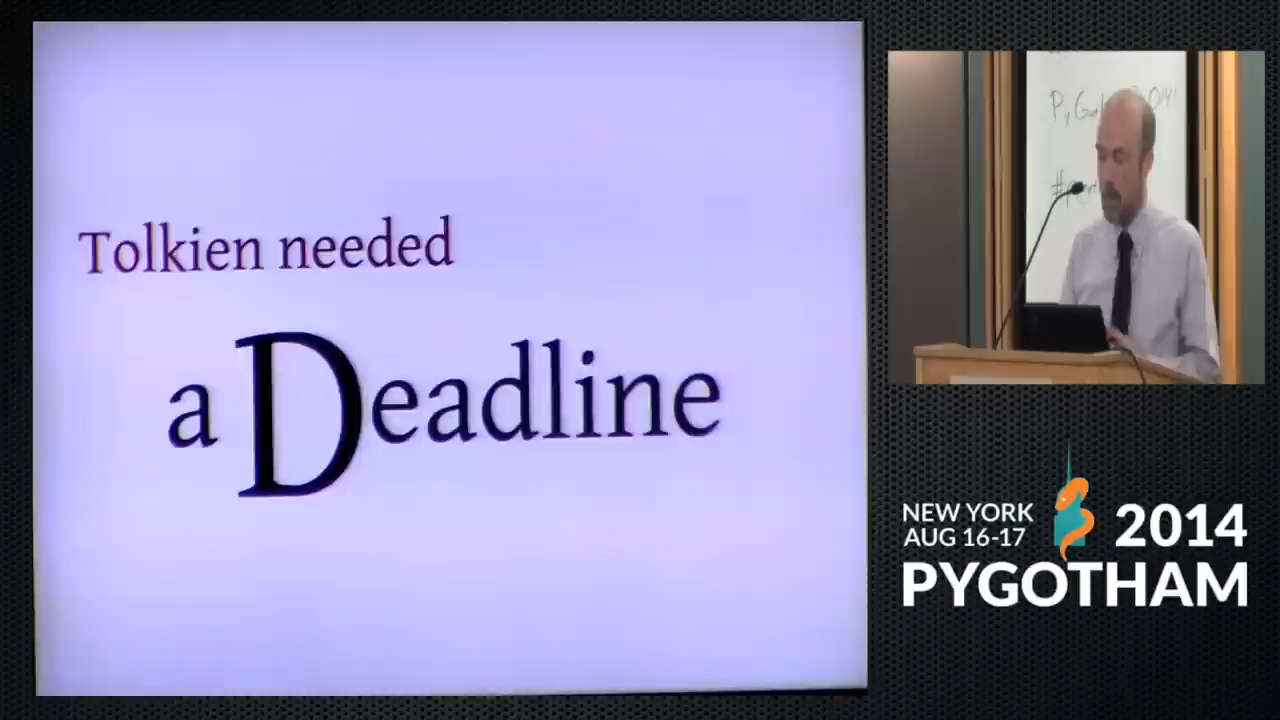 Tolkien needed
a Deadline
NEW YORK
AUG 16-17
2014
PYGOTHAM